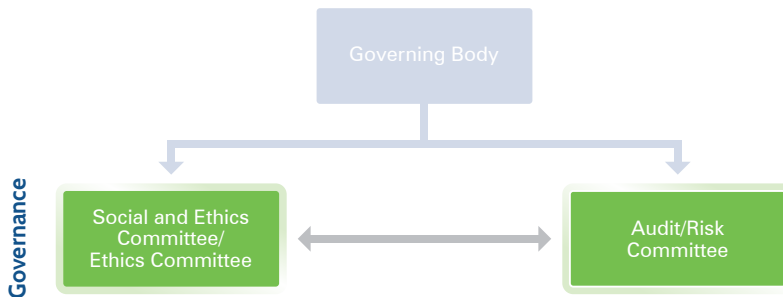 Governing Body
Governance
Social and Ethics
Committee/
Ethics Committee
Audit/Risk
Committee